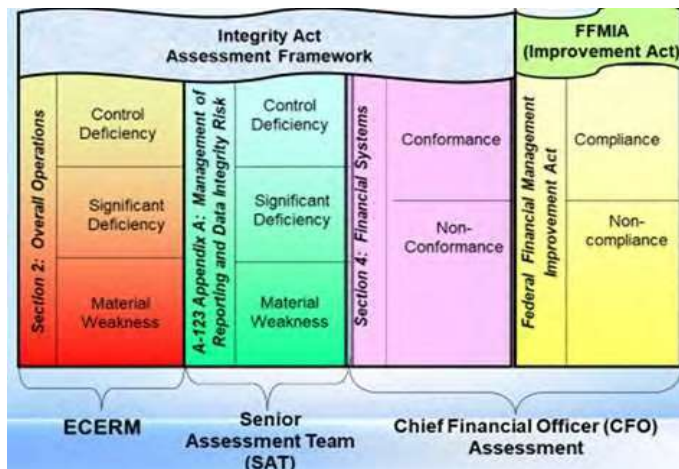 Integrity Act
Assessment Framework
FFMIA
(Improvement Act)
Section 2: Overall Operations
Control
Deficiency
Significant
Deficiency
Material
Weakness
A-123 Appendix A: Management of
Reporting and Data Integrity Risk
Control
Deficiency
Significant
Deficiency
Material
Weakness
Section 4: Financial Systems
Conformance
Non-
Conformance
Federal Financial Management
Improvement Act
Compliance
Non-
compliance
ECERM
Senior
Assessment Team
(SAT)
Chief Financial Officer (CFO)
Assessment